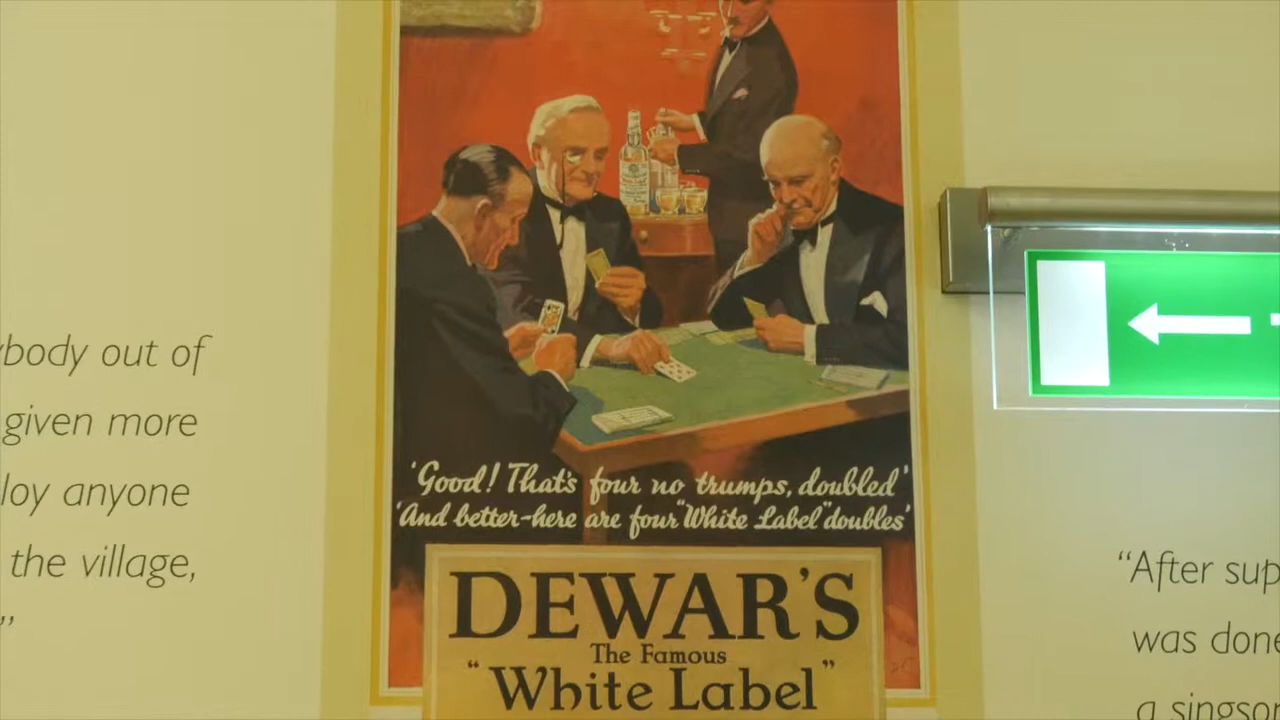 body out of
given more
loy anyone
the village,
”
'Good! That's four no trumps, doubled'
'And better-here are four "White Label" doubles'
DEWAR'S
The Famous
"White Label"
“After sup
was done
a singsor